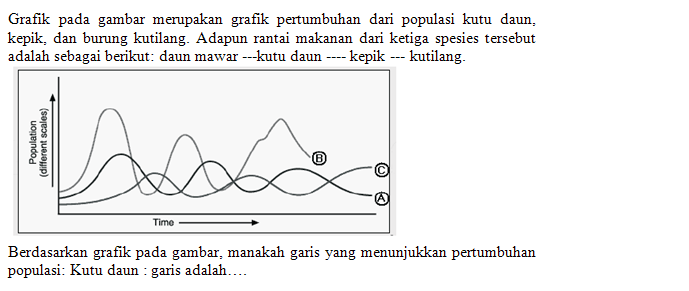 Grafik pada gambar merupakan grafik pertumbuhan dari populasi kutu daun,
kepik, dan burung kutilang. Adapun rantai makanan dari ketiga spesies tersebut
adalah sebagai berikut: daun mawar ---kutu daun ---- kepik --- kutilang.
Population
(different scales)
B
C
A
Time
Berdasarkan grafik pada gambar, manakah garis yang menunjukkan pertumbuhan
populasi: Kutu daun : garis adalah....